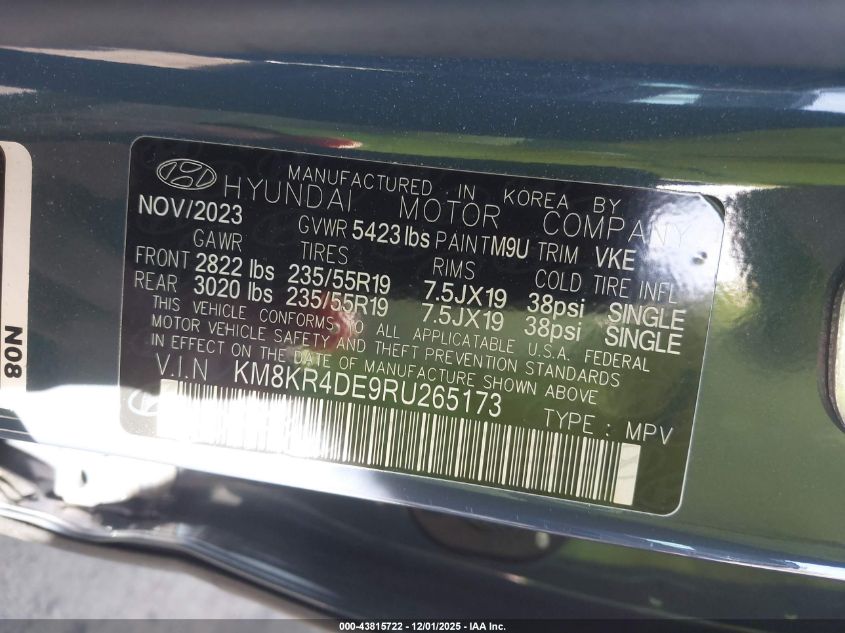 MANUFACTURED IN KOREA BY
HYUNDAI MOTOR COMPANY
NOV/2023 GVWR 5423 lbs PAINT M9U TRIM VKE
GAWR TIRES RIMS COLD TIRE INFL
FRONT 2822 lbs 235/55R19 7.5JX19 38psi SINGLE
REAR 3020 lbs 235/55R19 7.5JX19 38psi SINGLE
THIS VEHICLE CONFORMS TO ALL APPLICABLE U.S.A. FEDERAL
MOTOR VEHICLE SAFETY AND THEFT PREVENTION STANDARDS
IN EFFECT ON THE DATE OF MANUFACTURE SHOWN ABOVE
V.I.N KM8KR4DE9RU265173
TYPE : MPV
N08
000-43815722 - 12/01/2025 - IAA Inc.